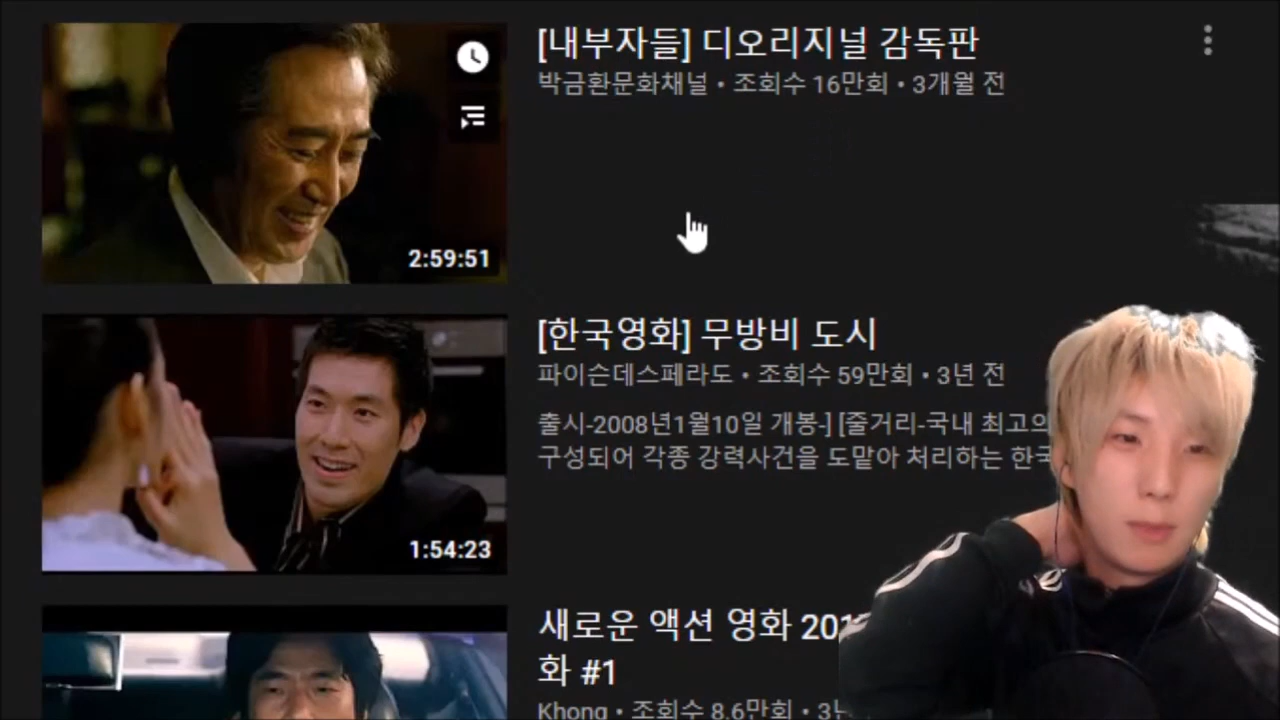 [내부자들] 디오리지널 감독판
박금환문화채널 • 조회수 16만회 • 3개월 전
2:59:51
[한국영화] 무방비 도시
파이슨데스페라도 • 조회수 59만회 • 3년 전
출시-2008년1월10일 개봉-] [줄거리-국내 최고의
구성되어 각종 강력사건을 도맡아 처리하는 한국
1:54:23
새로운 액션 영화 201
화 #1
Khong • 조회수 8.6만회 • 3년